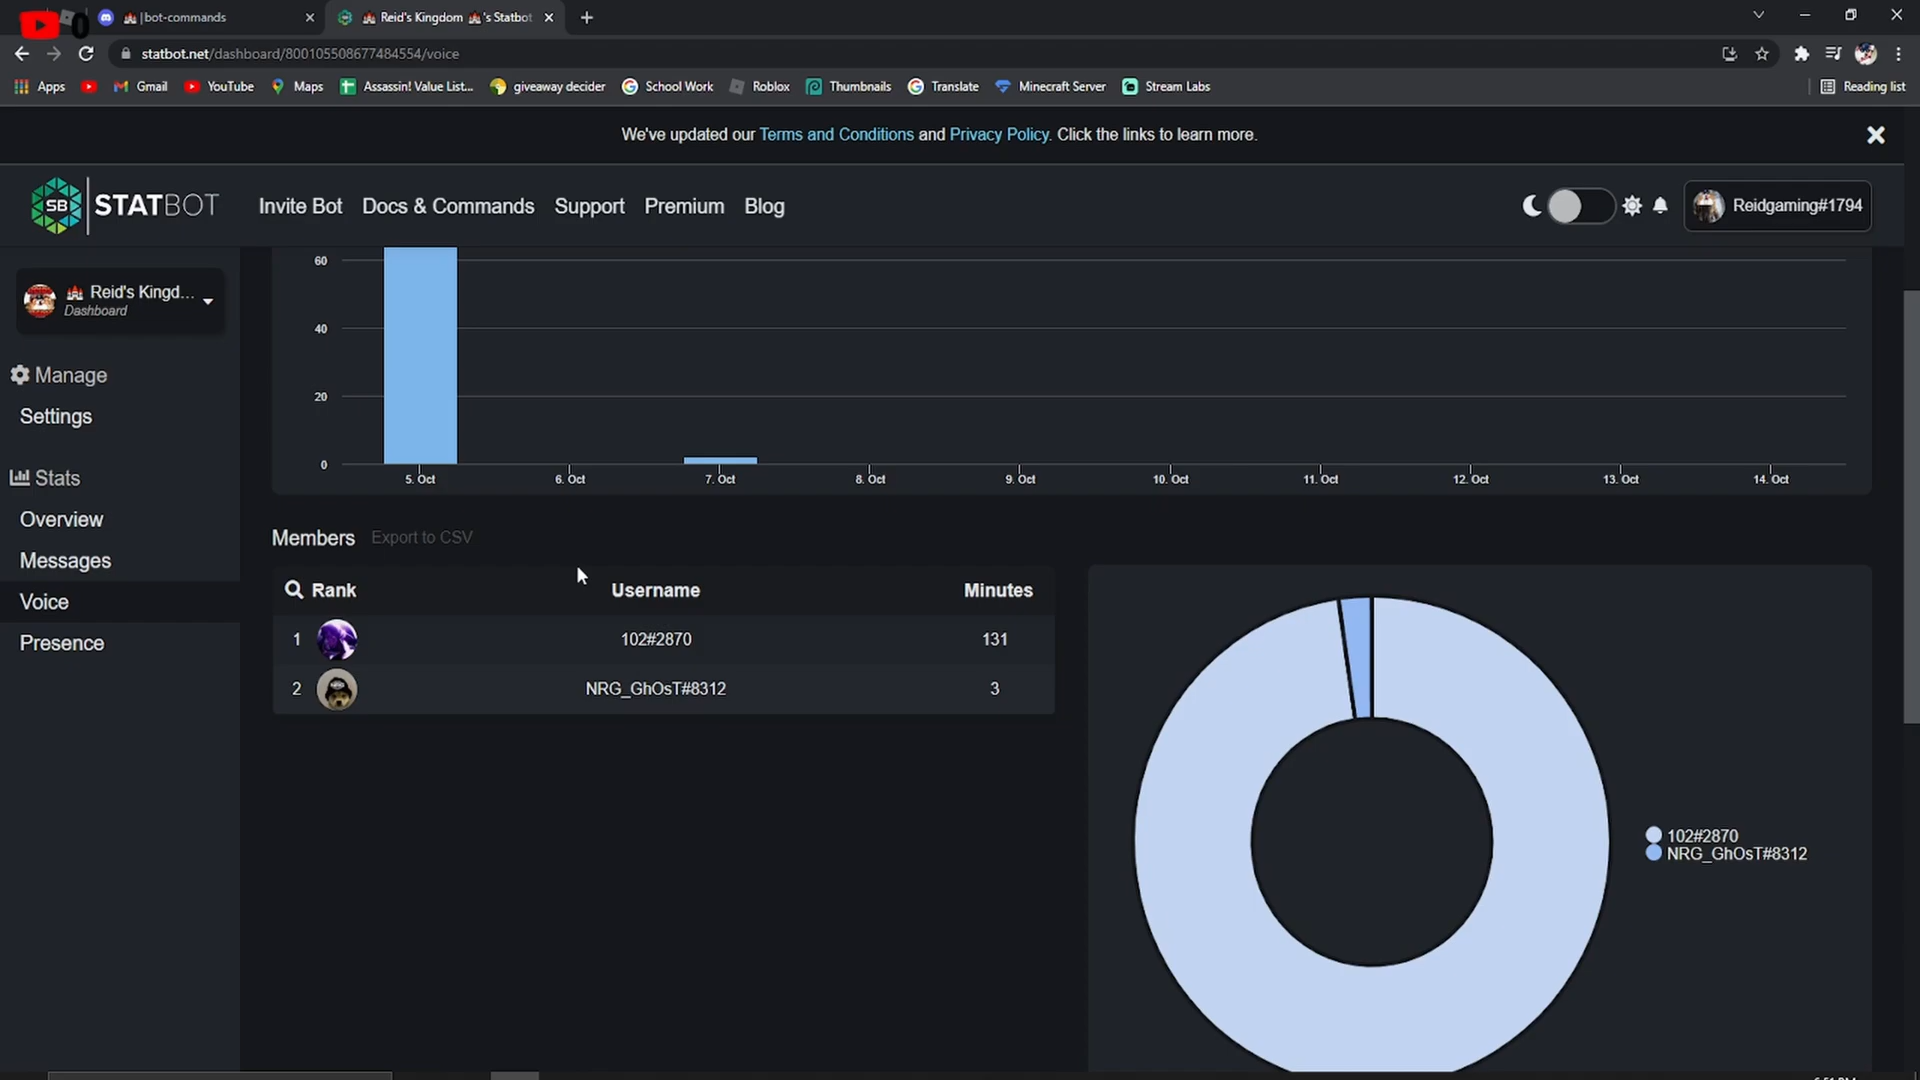 |bot-commands
Reid's Kingdom 's Statbot
statbot.net/dashboard/800105508677484554/voice
Apps Gmail YouTube Maps Assassin! Value List... giveaway decider School Work Roblox Thumbnails Translate Minecraft Server Stream Labs Reading list
We've updated our Terms and Conditions and Privacy Policy. Click the links to learn more.
SB STATBOT Invite Bot Docs & Commands Support Premium Blog Reidgaming#1794
Reid's Kingd...
Dashboard
Manage
Settings
Stats
Overview
Messages
Voice
Presence
60
40
20
0
5. Oct 6. Oct 7. Oct 8. Oct 9. Oct 10. Oct 11. Oct 12. Oct 13. Oct 14. Oct
Members Export to CSV
Rank Username Minutes
1 102#2870 131
2 NRG_GhOsT#8312 3
102#2870
NRG_GhOsT#8312